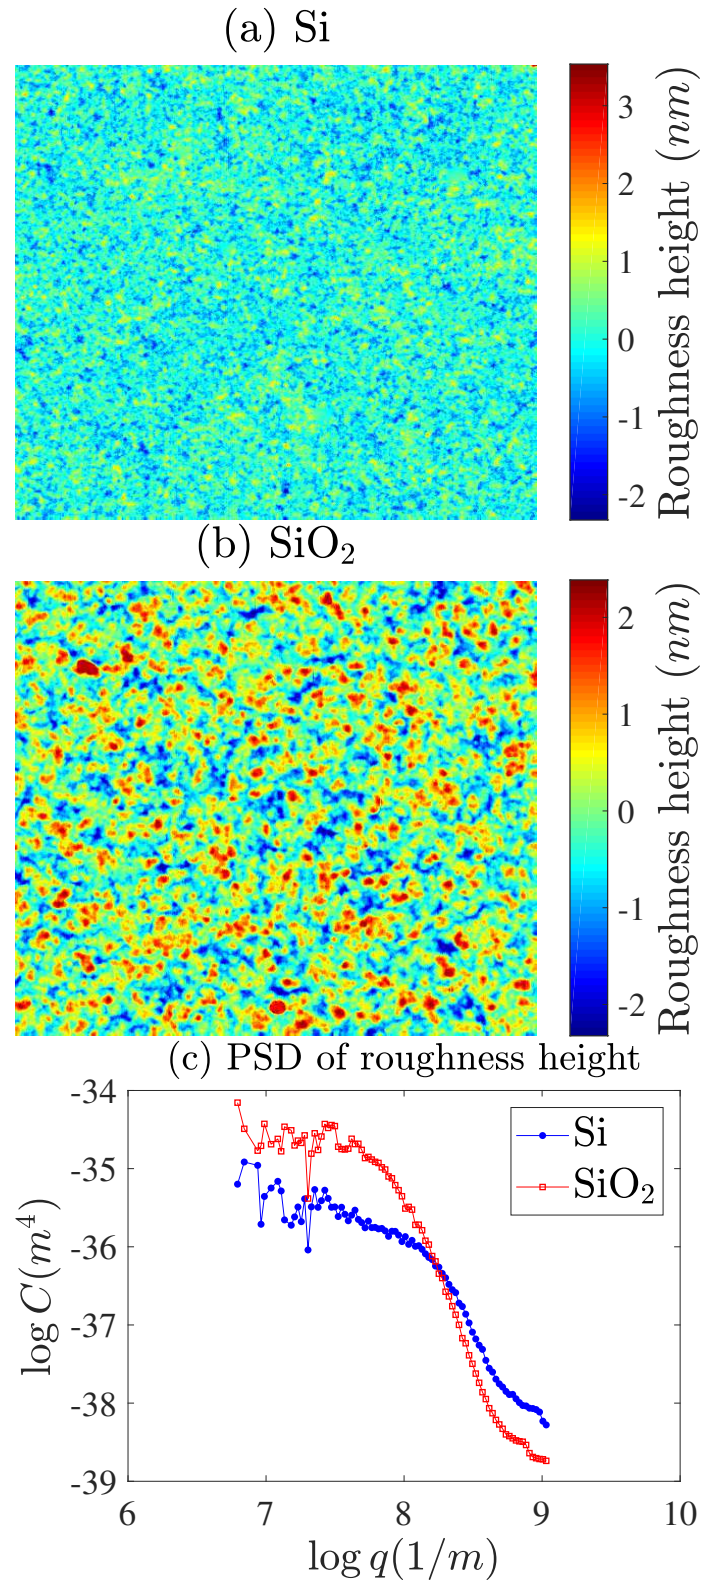 (a) Si
3
2
1
0
-1
-2
Roughness height (nm)
(b) SiO₂
2
1
0
-1
-2
Roughness height (nm)
(c) PSD of roughness height
-34
-35
-36
-37
-38
-39
log C(m⁴)
Si
SiO₂
6 7 8 9 10
log q(1/m)